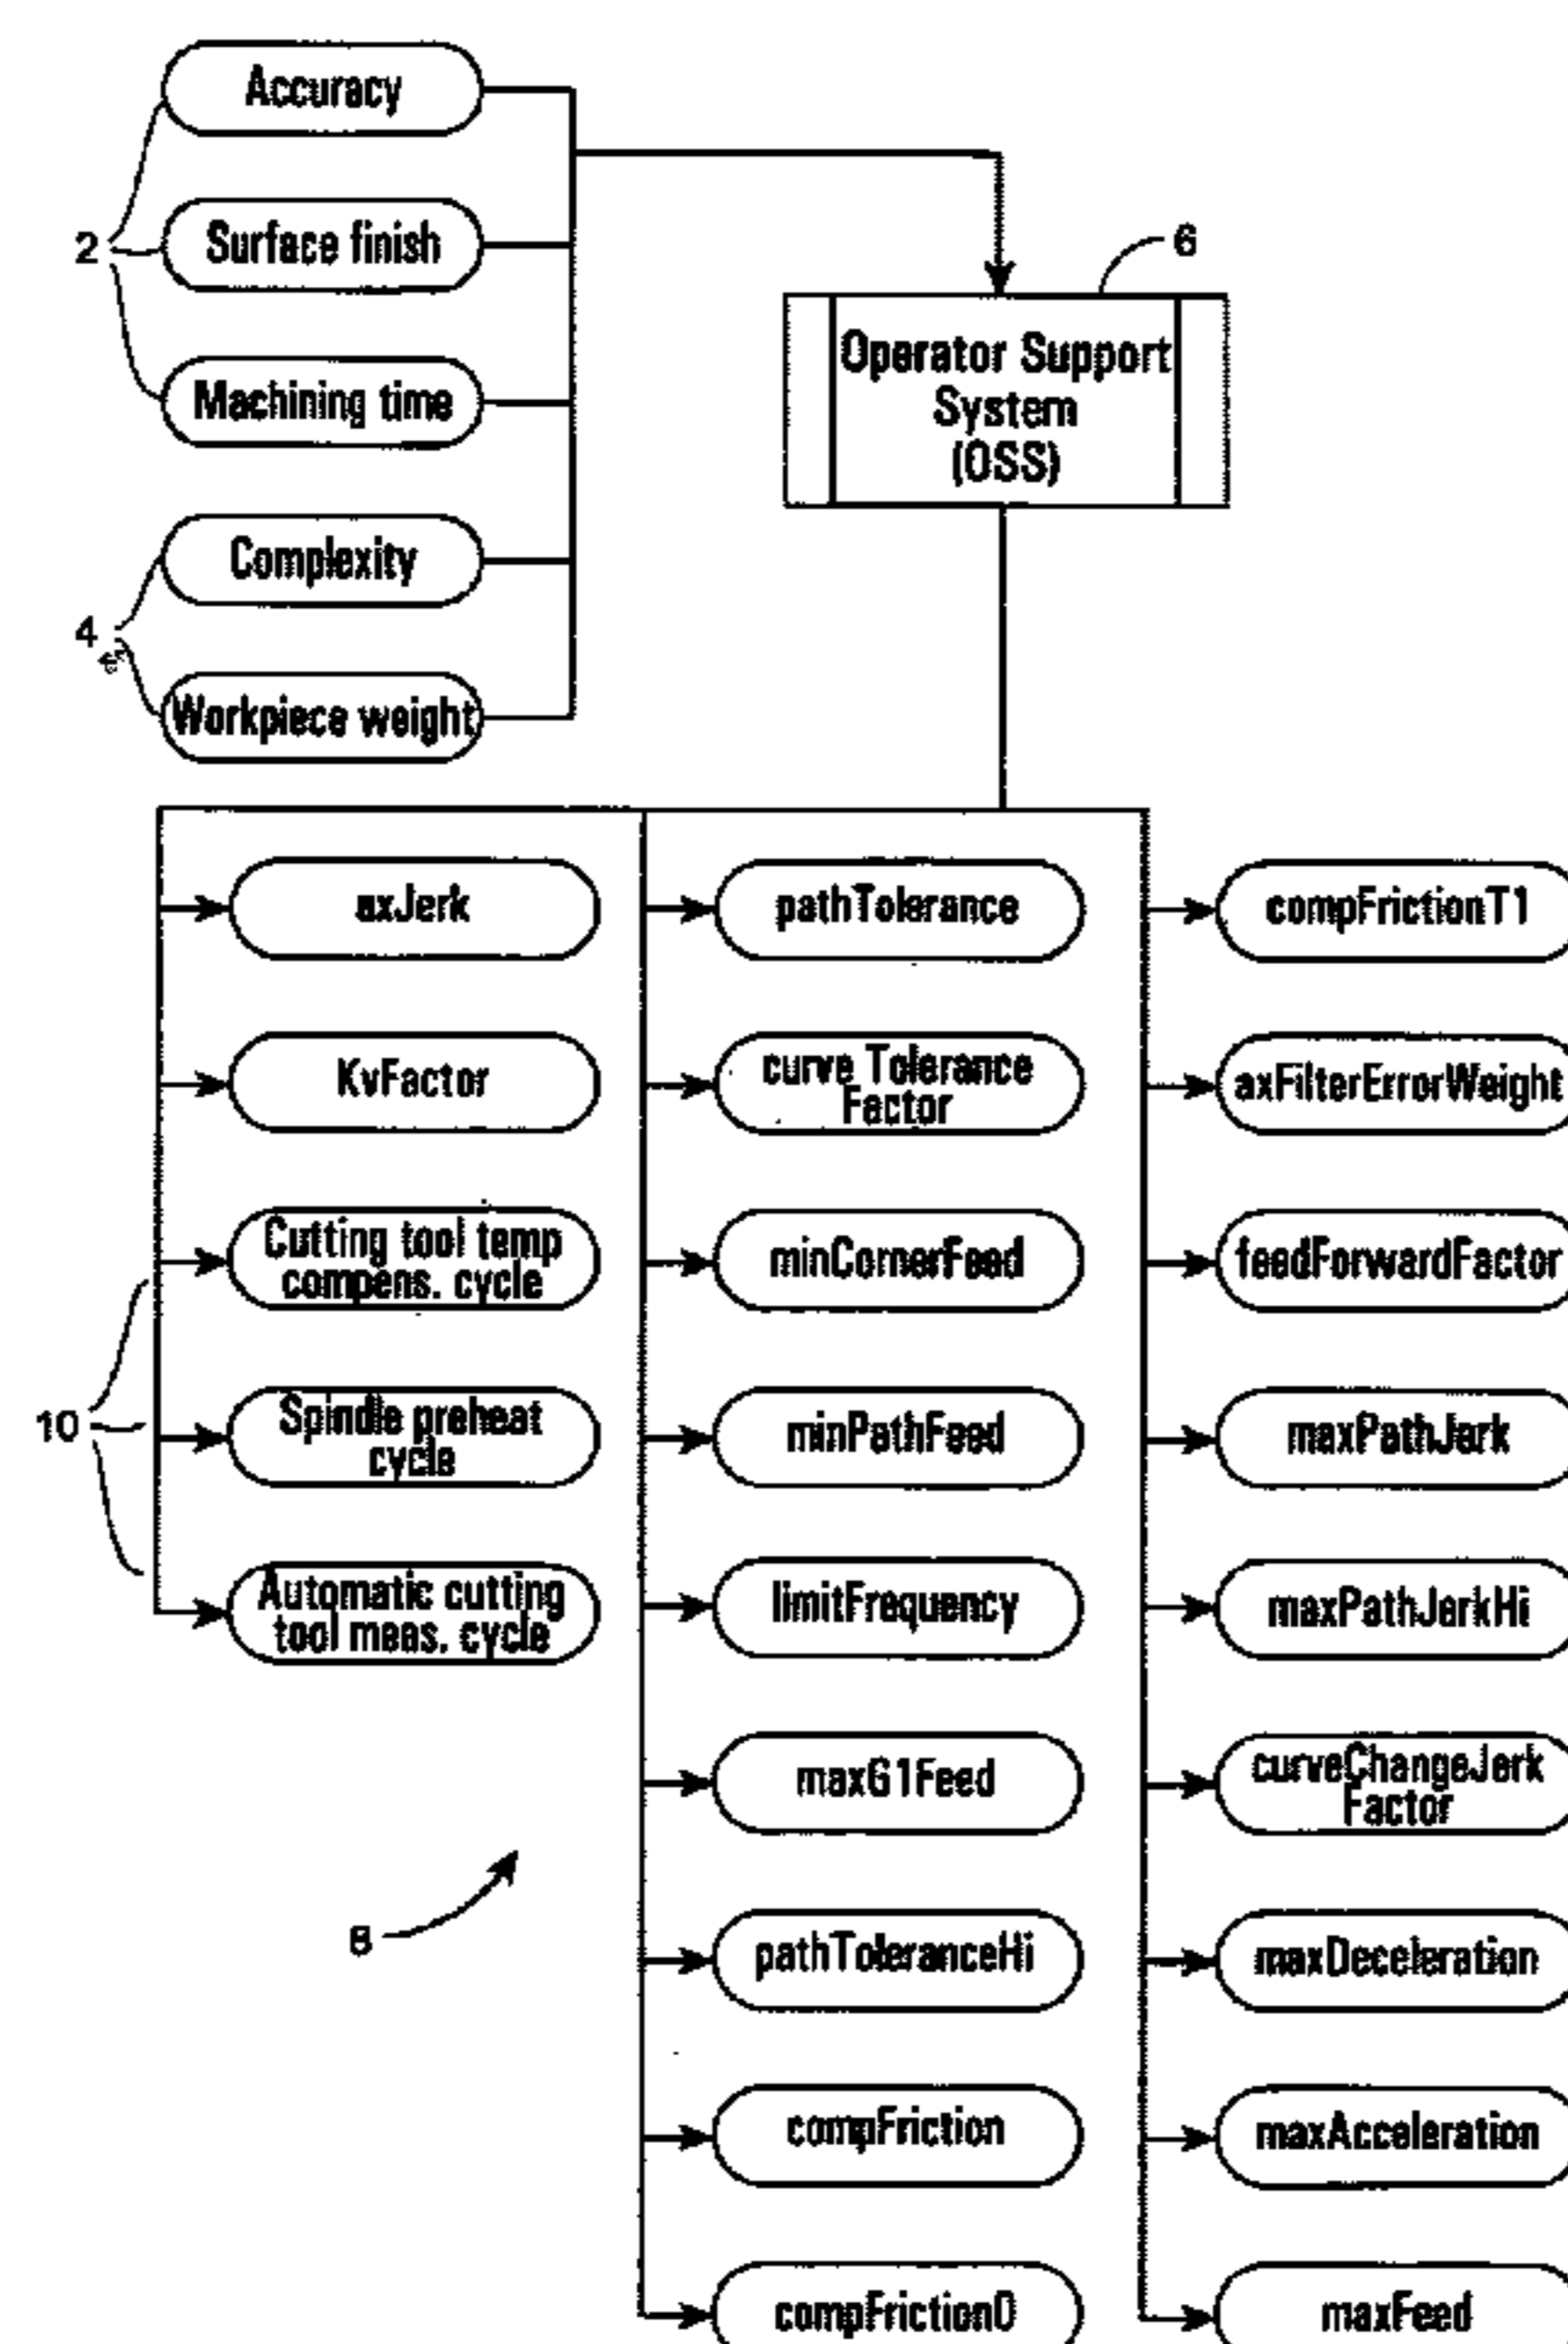 Accuracy
2
Surface finish
Machining time
6
Operator Support
System
(OSS)
Complexity
4
Workpiece weight
axJerk
KvFactor
Cutting tool temp
compens. cycle
10
Spindle preheat
cycle
Automatic cutting
tool meas. cycle
8
pathTolerance
curve Tolerance
Factor
minCornerFeed
minPathFeed
limitFrequency
maxG1Feed
pathToleranceHi
compFriction
compFriction0
compFrictionT1
axFilterErrorWeight
feedForwardFactor
maxPathJerk
maxPathJerkHi
curveChangeJerk
Factor
maxDeceleration
maxAcceleration
maxFeed